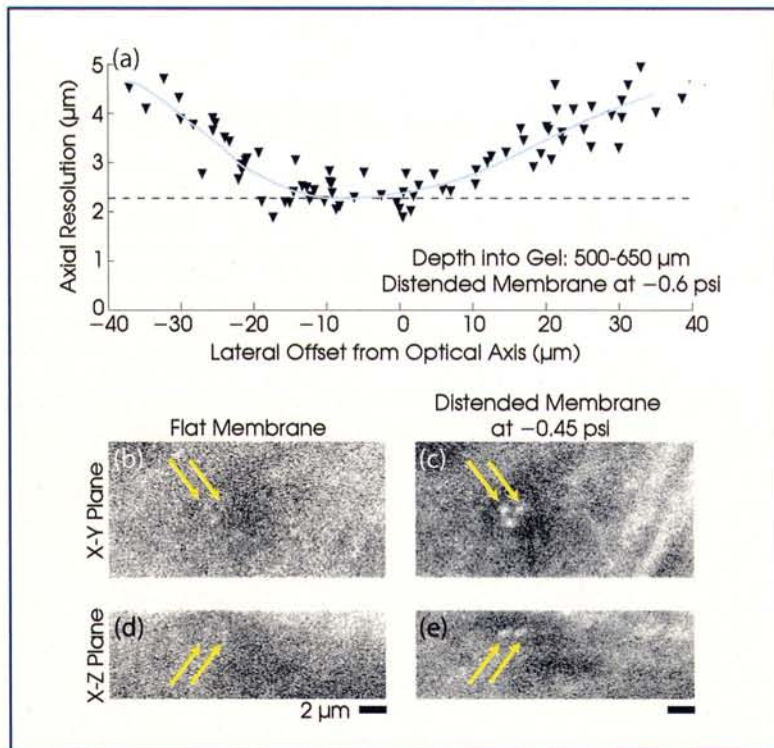 (a)
5
4
3
2
1
0
Axial Resolution (µm)
Depth into Gel: 500-650 µm
Distended Membrane at −0.6 psi
−40 −30 −20 −10 0 10 20 30 40
Lateral Offset from Optical Axis (µm)
Flat Membrane
Distended Membrane
at −0.45 psi
X-Y Plane
(b)
(c)
X-Z Plane
(d)
(e)
2 µm